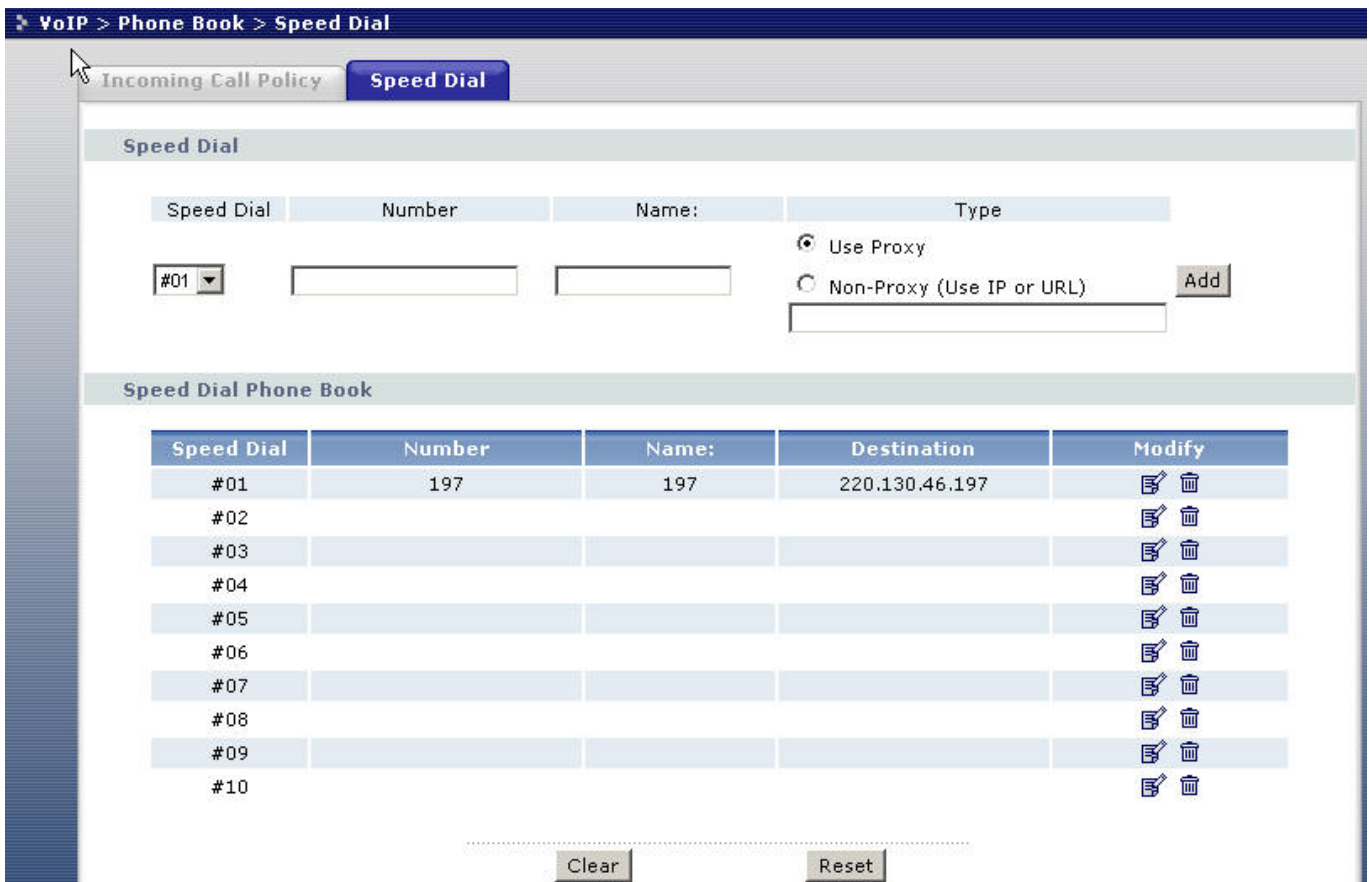 VoIP > Phone Book > Speed Dial
Incoming Call Policy Speed Dial
Speed Dial
Speed Dial Number Name: Type
Use Proxy
#01 Non-Proxy (Use IP or URL) Add
Speed Dial Phone Book
Speed Dial Number Name: Destination Modify
#01 197 197 220.130.46.197
#02
#03
#04
#05
#06
#07
#08
#09
#10
Clear Reset